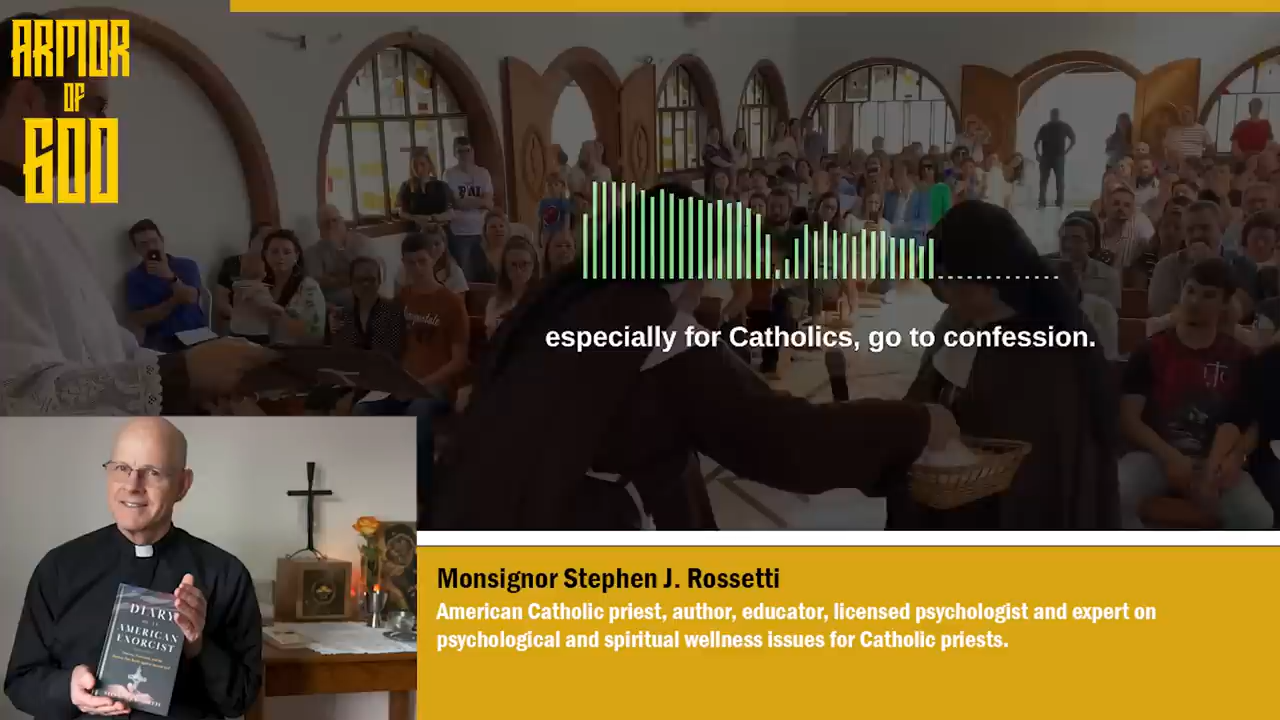 ARMOR
OF
GOD
especially for Catholics, go to confession.
DIARY
AMERICAN
EXORCIST
Monsignor Stephen J. Rossetti
American Catholic priest, author, educator, licensed psychologist and expert on
psychological and spiritual wellness issues for Catholic priests.